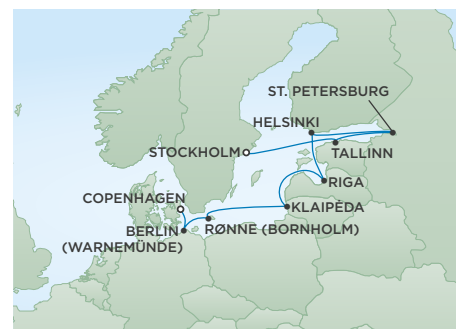 ST. PETERSBURG
HELSINKI
STOCKHOLM
TALLINN
RIGA
COPENHAGEN
KLAIPĖDA
BERLIN
(WARNEMÜNDE)
RØNNE (BORNHOLM)